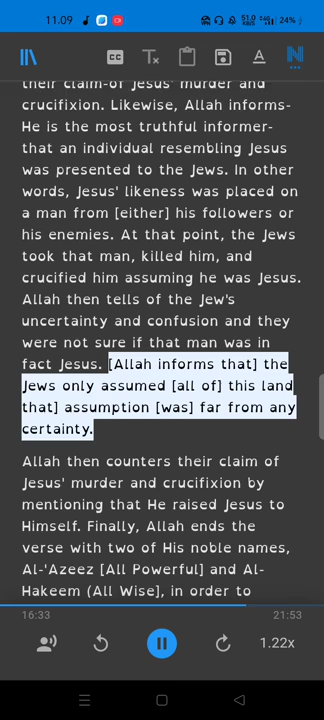 11.09
51.0
KB/s
24%
CC
T
A
N
their claim-of Jesus' murder and
crucifixion. Likewise, Allah informs-
He is the most truthful informer-
that an individual resembling Jesus
was presented to the Jews. In other
words, Jesus' likeness was placed on
a man from [either] his followers or
his enemies. At that point, the Jews
took that man, killed him, and
crucified him assuming he was Jesus.
Allah then tells of the Jew's
uncertainty and confusion and they
were not sure if that man was in
fact Jesus. [Allah informs that] the
Jews only assumed [all of] this land
that] assumption [was] far from any
certainty.
Allah then counters their claim of
Jesus' murder and crucifixion by
mentioning that He raised Jesus to
Himself. Finally, Allah ends the
verse with two of His noble names,
Al-'Azeez [All Powerful] and Al-
Hakeem (All Wise], in order to
16:33
21:53
1.22x